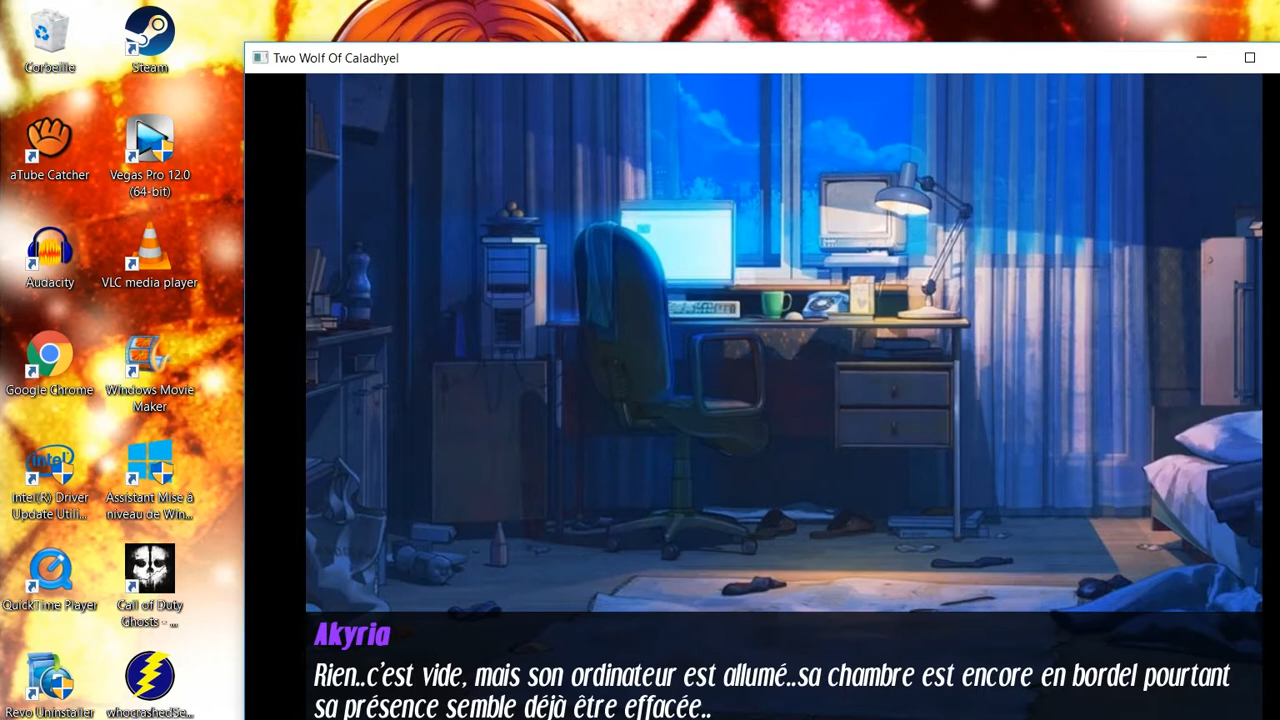 Corbeille
Steam
aTube Catcher
Vegas Pro 12.0
(64-bit)
Audacity
VLC media player
Google Chrome
Windows Movie
Maker
intel
Intel(R) Driver
Update Utili...
Assistant Mise à
niveau de Win...
QuickTime Player
Call of Duty
Ghosts - ...
Revo Uninstaller
whocrashedSe...
Two Wolf Of Caladhyel
Akyria
Rien..c'est vide, mais son ordinateur est allumé..sa chambre est encore en bordel pourtant
sa présence semble déjà être effacée..